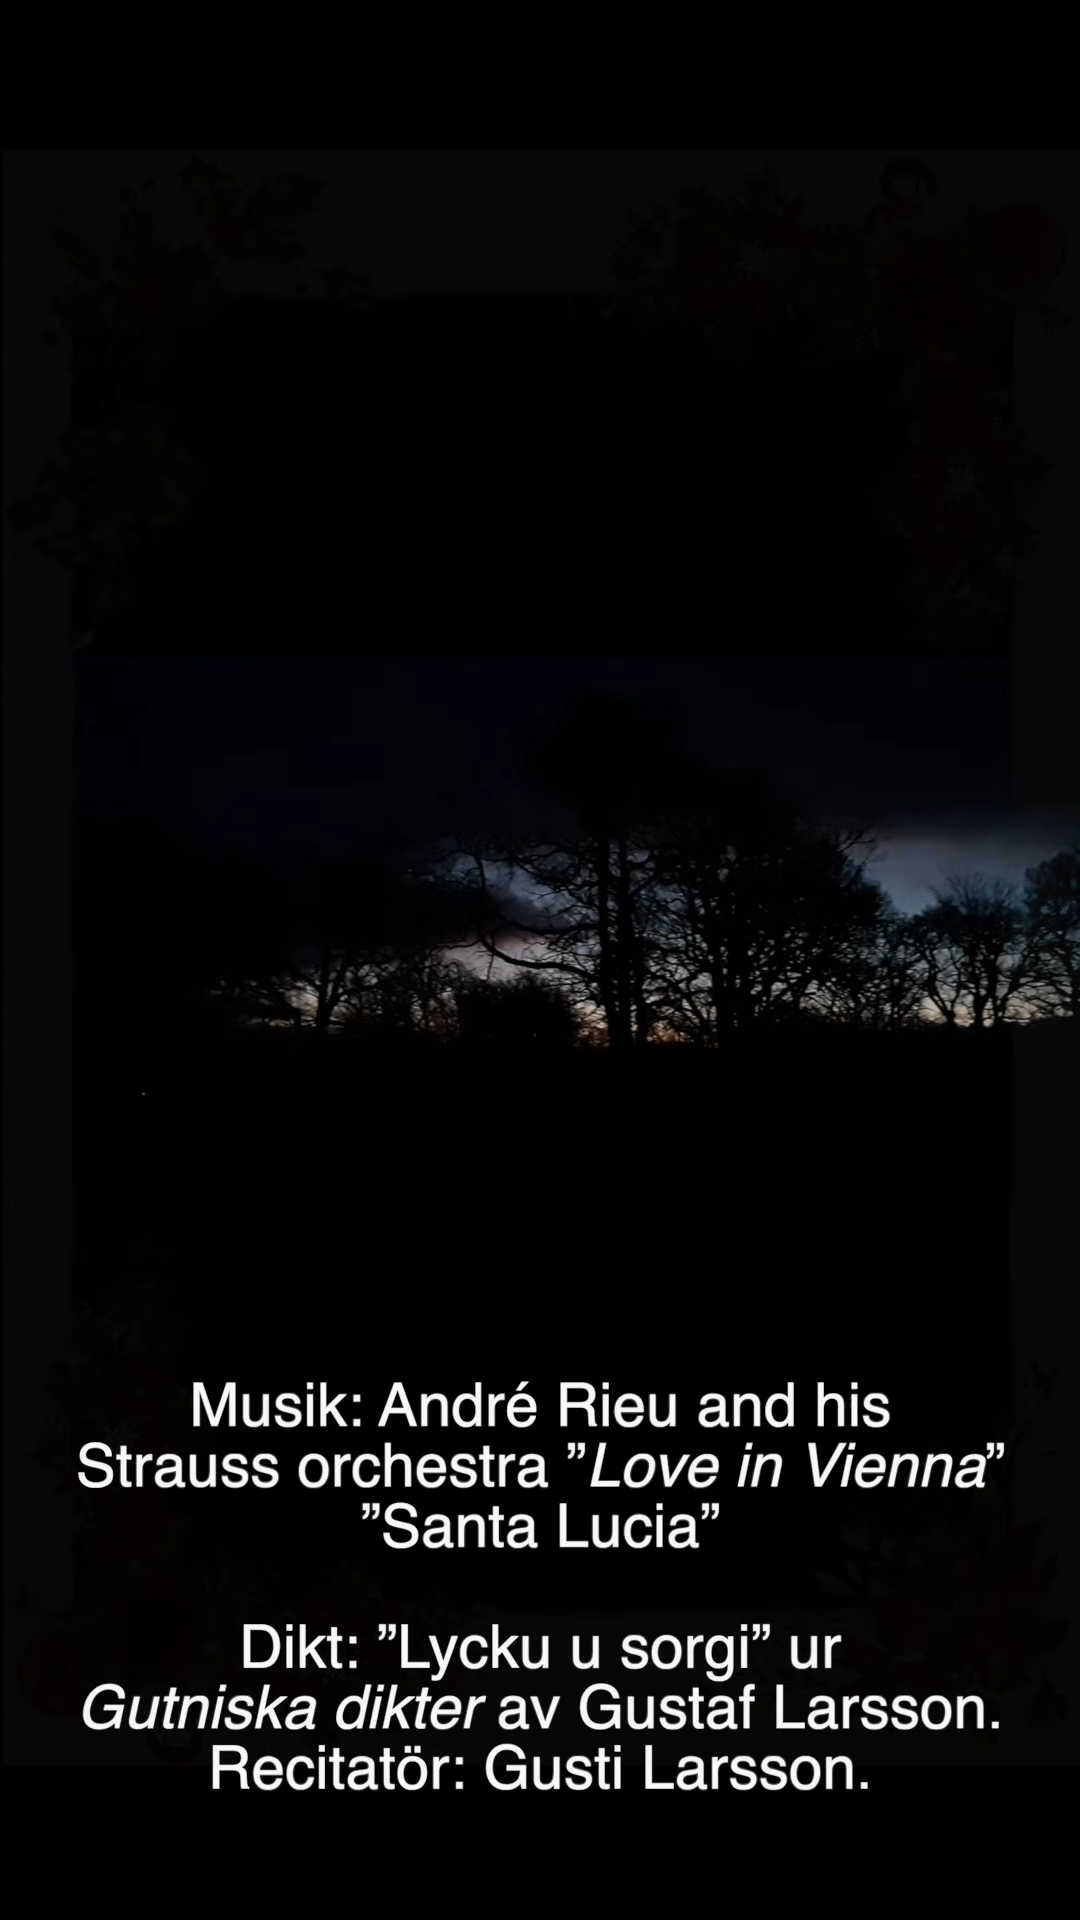 Musik: André Rieu and his
Strauss orchestra ”Love in Vienna”
”Santa Lucia”
Dikt: ”Lycku u sorgi” ur
Gutniska dikter av Gustaf Larsson.
Recitatör: Gusti Larsson.